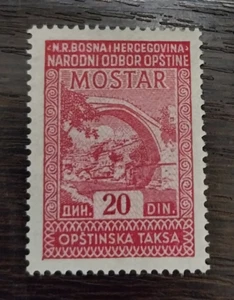 N.R.BOSNA I HERCEGOVINA
NARODNI ODBOR OPŠTINE
MOSTAR
ДИН. 20 DIN.
OPŠTINSKA TAKSA